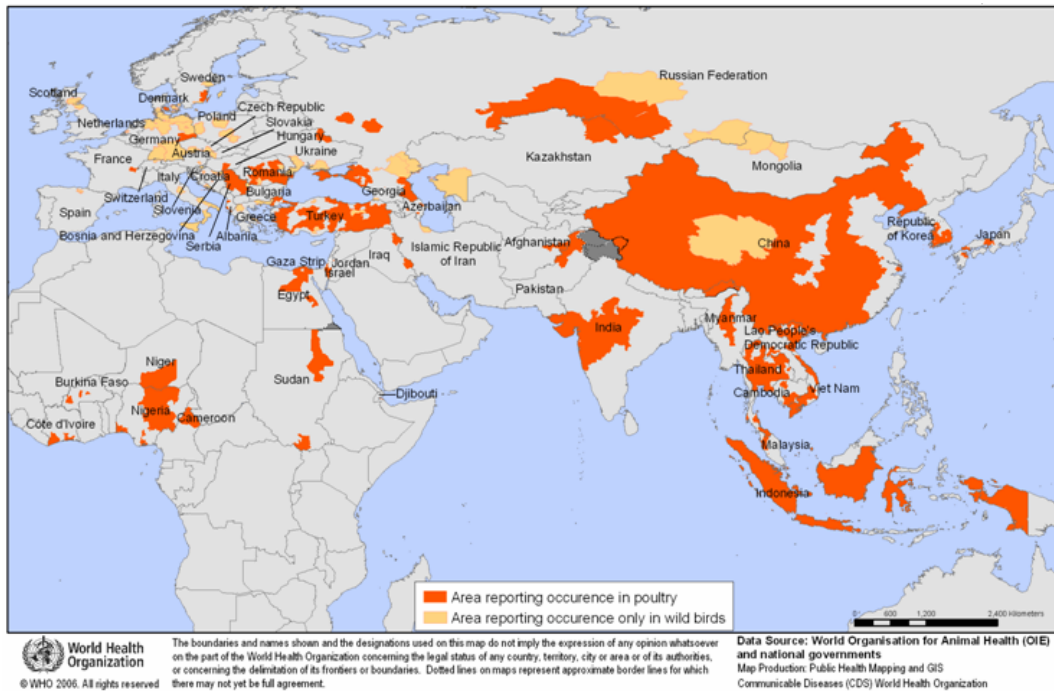 Sweden
Scotland
Russian Federation
Denmark
Czech Republic
Netherlands
Poland
Slovakia
Germany
Hungary
Austria
Ukraine
France
Kazakhstan
Mongolia
Italy
Croatia
Romania
Switzerland
Bulgaria
Georgia
Slovenia
Azerbaijan
Spain
Greece
Turkey
Bosnia and Herzegovina
Albania
Serbia
Republic
of Korea
Japan
China
Afghanistan
Islamic Republic
of Iran
Iraq
Gaza Strip
Jordan
Israel
Pakistan
Egypt
Myanmar
India
Lao People's
Democratic Republic
Niger
Thailand
Burkina Faso
Sudan
Djibouti
Cambodia
Viet Nam
Nigeria
Cameroon
Côte d'Ivoire
Malaysia
Indonesia
Area reporting occurence in poultry
Area reporting occurence only in wild birds
0 600 1,200 2,400 Kilometers
World Health
Organization
© WHO 2006. All rights reserved
The boundaries and names shown and the designations used on this map do not imply the expression of any opinion whatsoever
on the part of the World Health Organization concerning the legal status of any country, territory, city or area or of its authorities,
or concerning the delimitation of its frontiers or boundaries. Dotted lines on maps represent approximate border lines for which
there may not yet be full agreement.
Data Source: World Organisation for Animal Health (OIE)
and national governments
Map Production: Public Health Mapping and GIS
Communicable Diseases (CDS) World Health Organization